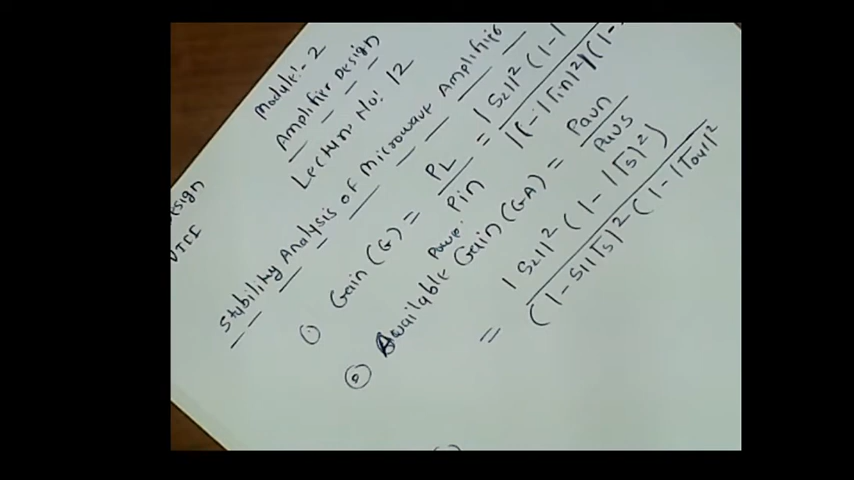 Module:- 2
Amplifier Design
Lecture No: 12
Stability Analysis of Microwave Amplifier
esign
① Gain (G) = PL / Pin = |S21|² (1-| / |(-|Γin|²)(1-
② Available Power Gain (GA) = Pavn / Pavs
= |S21|² (1-|Γs|²) / (1-S11Γs|² (1-|Γout|²